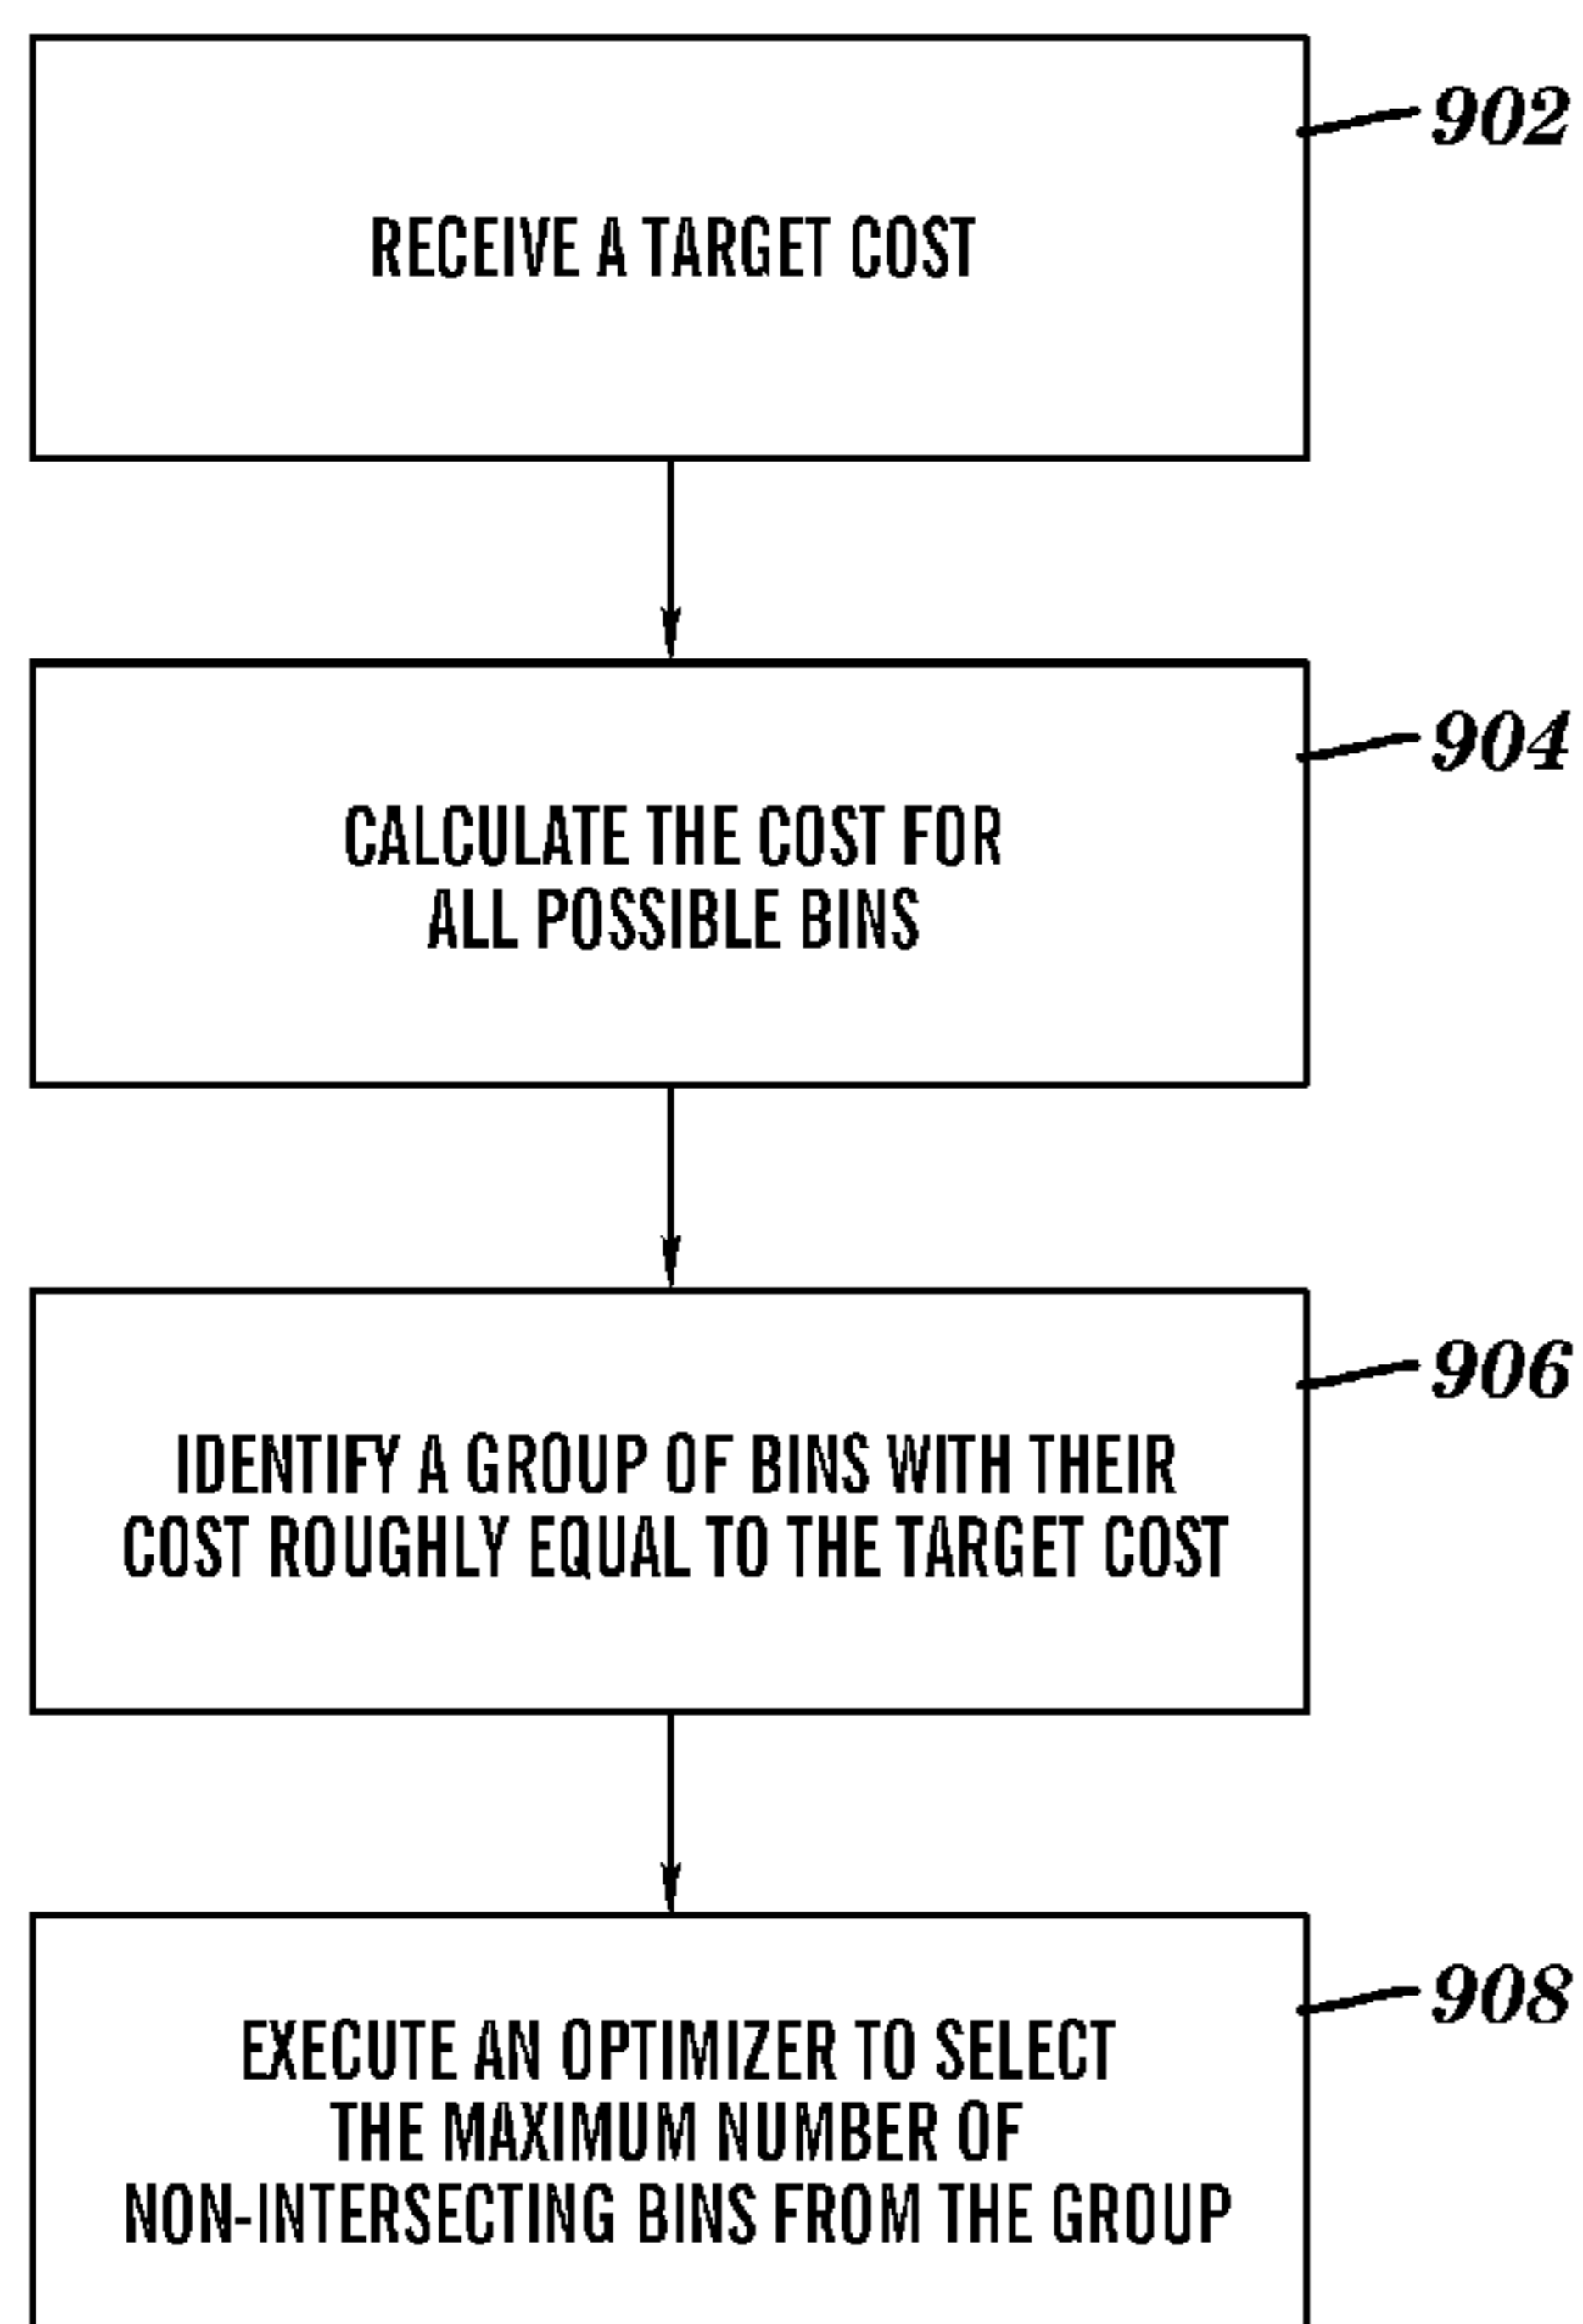 RECEIVE A TARGET COST
902
CALCULATE THE COST FOR
ALL POSSIBLE BINS
904
IDENTIFY A GROUP OF BINS WITH THEIR
COST ROUGHLY EQUAL TO THE TARGET COST
906
EXECUTE AN OPTIMIZER TO SELECT
THE MAXIMUM NUMBER OF
NON-INTERSECTING BINS FROM THE GROUP
908